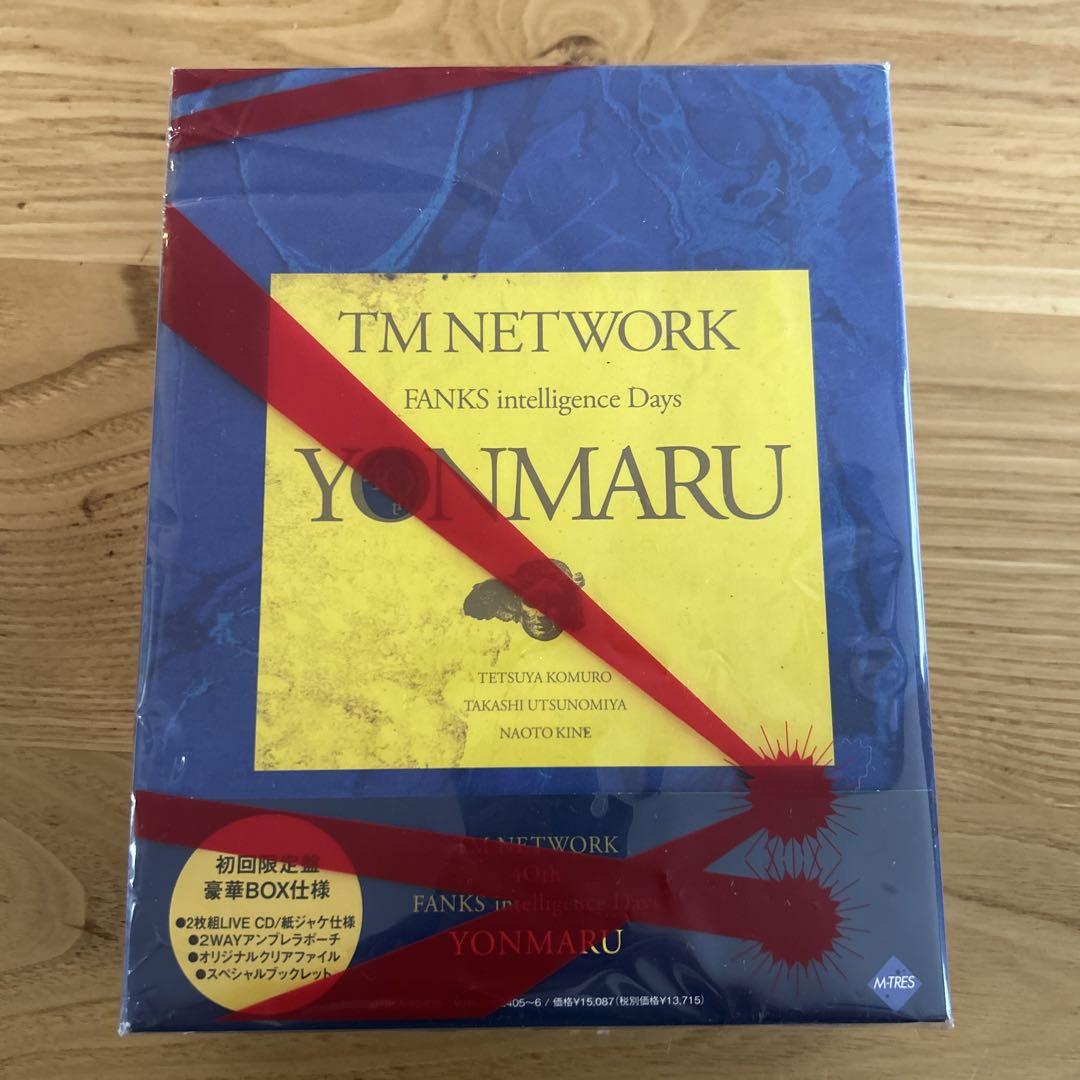 TM NETWORK
FANKS intelligence Days
YONMARU
TETSUYA KOMURO
TAKASHI UTSUNOMIYA
NAOTO KINE
TM NETWORK
40th
FANKS intelligence Days
YONMARU
初回限定盤
豪華BOX仕様
●2枚組LIVE CD/紙ジャケ仕様
●2WAYアンブレラポーチ
●オリジナルクリアファイル
●スペシャルブックレット
405~6 / 価格¥15,087(税別価格¥13,715)
M-TRES